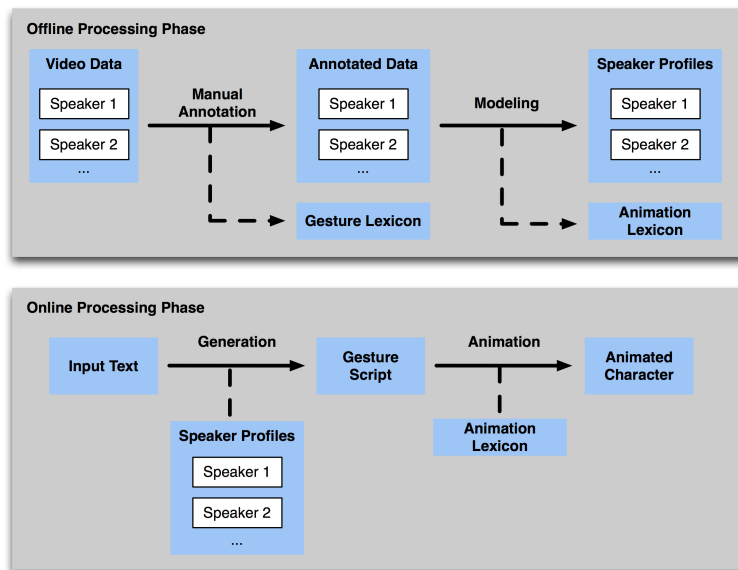 Offline Processing Phase
Video Data
Speaker 1
Speaker 2
...
Manual
Annotation
Annotated Data
Speaker 1
Speaker 2
...
Gesture Lexicon
Modeling
Speaker Profiles
Speaker 1
Speaker 2
...
Animation
Lexicon
Online Processing Phase
Input Text
Generation
Speaker Profiles
Speaker 1
Speaker 2
...
Gesture
Script
Animation
Animation
Lexicon
Animated
Character